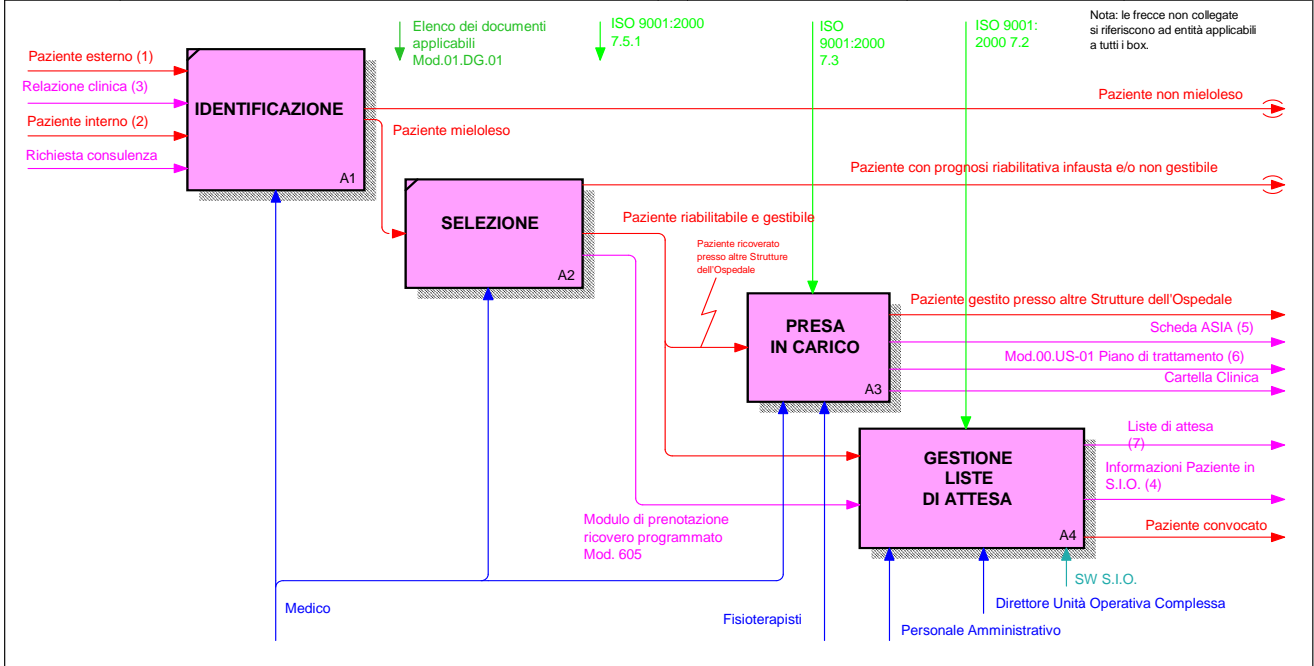 Elenco dei documenti
applicabili
Mod.01.DG.01
ISO 9001:2000
7.5.1
ISO
9001:2000
7.3
ISO 9001:
2000 7.2
Nota: le frecce non collegate
si riferiscono ad entità applicabili
a tutti i box.
Paziente esterno (1)
Relazione clinica (3)
Paziente interno (2)
Richiesta consulenza
IDENTIFICAZIONE
A1
Paziente non mieloleso
Paziente mieloleso
Paziente con prognosi riabilitativa infausta e/o non gestibile
SELEZIONE
A2
Paziente riabilitabile e gestibile
Paziente ricoverato
presso altre Strutture
dell'Ospedale
PRESA
IN CARICO
A3
Paziente gestito presso altre Strutture dell'Ospedale
Scheda ASIA (5)
Mod.00.US-01 Piano di trattamento (6)
Cartella Clinica
GESTIONE
LISTE
DI ATTESA
A4
Liste di attesa
(7)
Informazioni Paziente in
S.I.O. (4)
Paziente convocato
Modulo di prenotazione
ricovero programmato
Mod. 605
SW S.I.O.
Medico
Fisioterapisti
Direttore Unità Operativa Complessa
Personale Amministrativo